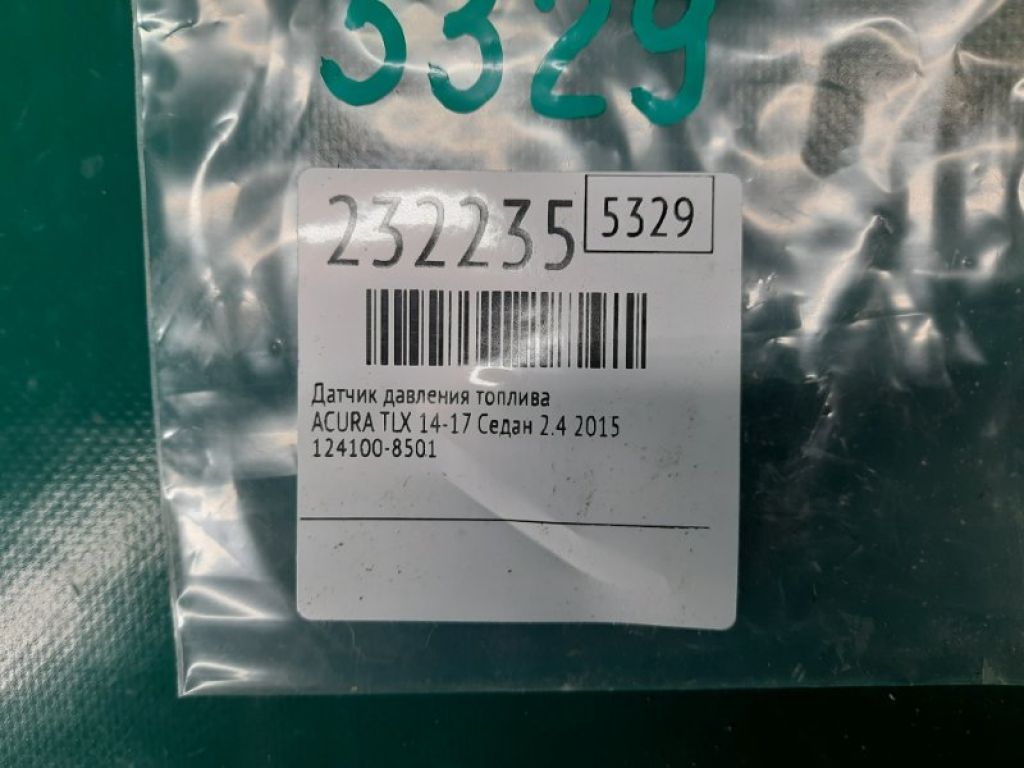 5329
232235 5329
Датчик давления топлива
ACURA TLX 14-17 Седан 2.4 2015
124100-8501